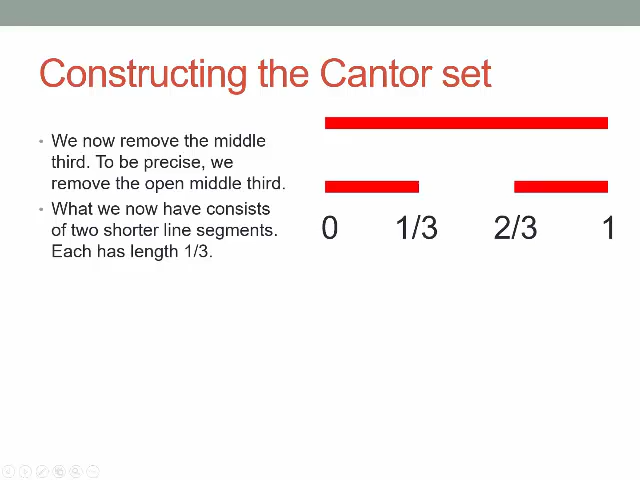 Constructing the Cantor set
• We now remove the middle
third. To be precise, we
remove the open middle third.
• What we now have consists
of two shorter line segments.
Each has length 1/3.
0 1/3 2/3 1